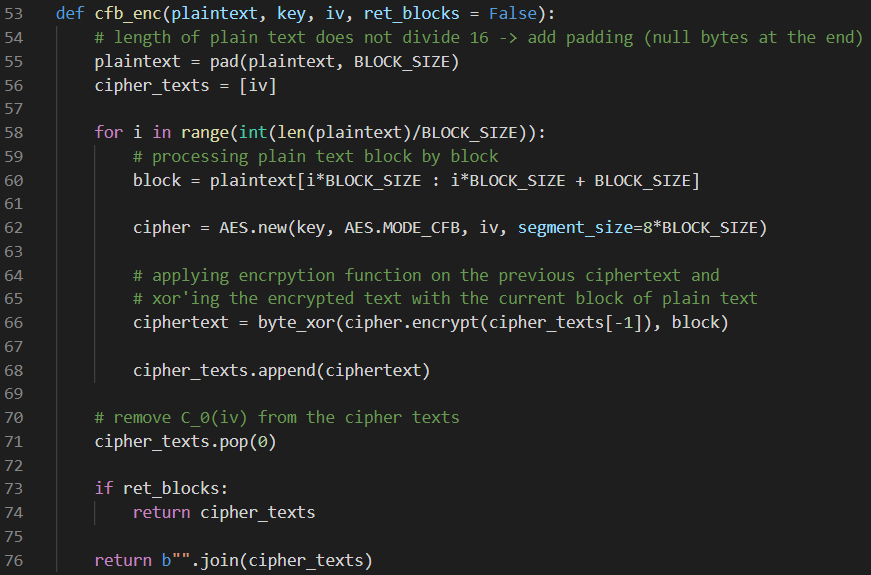 53 def cfb_enc(plaintext, key, iv, ret_blocks = False):
54     # length of plain text does not divide 16 -> add padding (null bytes at the end)
55     plaintext = pad(plaintext, BLOCK_SIZE)
56     cipher_texts = [iv]
57
58     for i in range(int(len(plaintext)/BLOCK_SIZE)):
59         # processing plain text block by block
60         block = plaintext[i*BLOCK_SIZE : i*BLOCK_SIZE + BLOCK_SIZE]
61
62         cipher = AES.new(key, AES.MODE_CFB, iv, segment_size=8*BLOCK_SIZE)
63
64         # applying encrpytion function on the previous ciphertext and
65         # xor'ing the encrypted text with the current block of plain text
66         ciphertext = byte_xor(cipher.encrypt(cipher_texts[-1]), block)
67
68         cipher_texts.append(ciphertext)
69
70     # remove C_0(iv) from the cipher texts
71     cipher_texts.pop(0)
72
73     if ret_blocks:
74         return cipher_texts
75
76     return b"".join(cipher_texts)